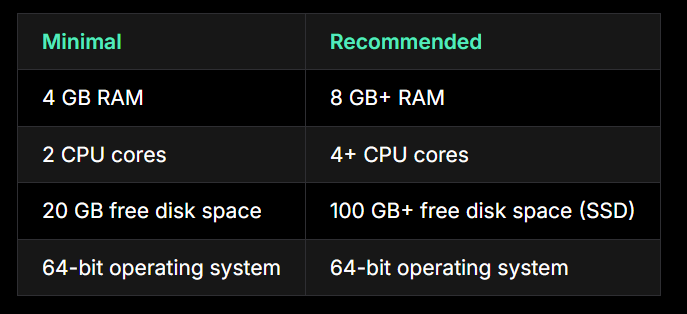 Minimal Recommended
4 GB RAM 8 GB+ RAM
2 CPU cores 4+ CPU cores
20 GB free disk space 100 GB+ free disk space (SSD)
64-bit operating system 64-bit operating system